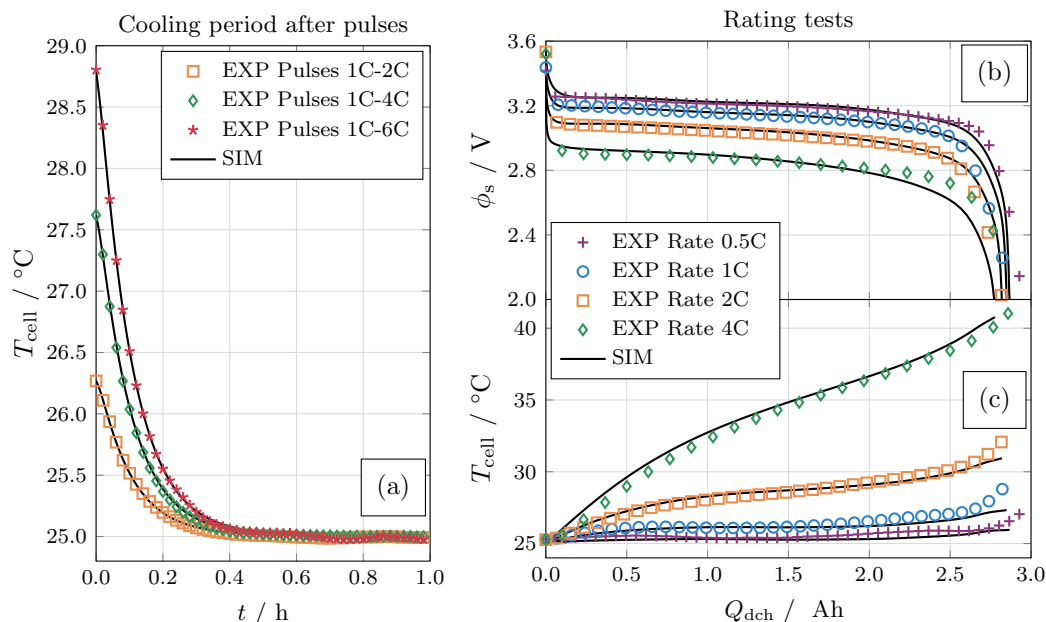 Cooling period after pulses
29.0
28.5
28.0
27.5
27.0
26.5
26.0
25.5
25.0
T_cell / °C
EXP Pulses 1C-2C
EXP Pulses 1C-4C
EXP Pulses 1C-6C
SIM
(a)
0.0 0.2 0.4 0.6 0.8 1.0
t / h
Rating tests
3.6
3.2
2.8
2.4
2.0
ϕ_s / V
(b)
EXP Rate 0.5C
EXP Rate 1C
EXP Rate 2C
EXP Rate 4C
SIM
40
35
30
25
T_cell / °C
(c)
0.0 0.5 1.0 1.5 2.0 2.5 3.0
Q_dch / Ah